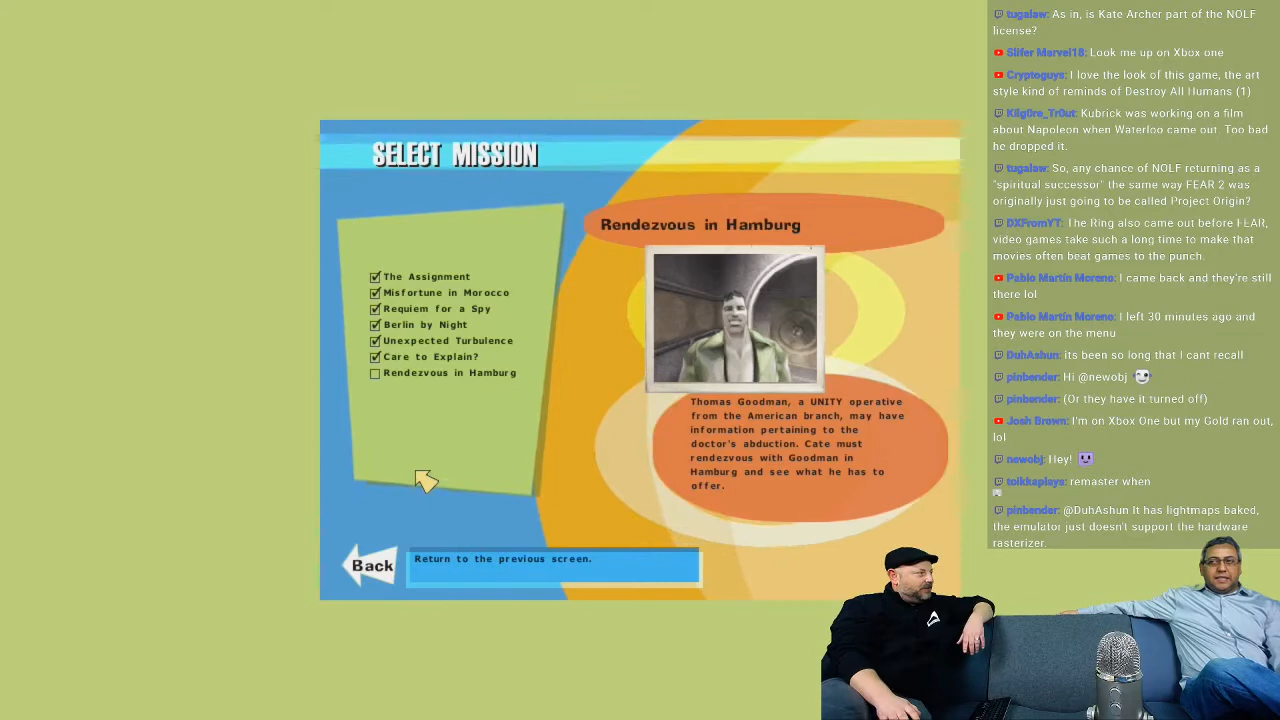 SELECT MISSION
The Assignment
Misfortune in Morocco
Requiem for a Spy
Berlin by Night
Unexpected Turbulence
Care to Explain?
Rendezvous in Hamburg
Rendezvous in Hamburg
Thomas Goodman, a UNITY operative
from the American branch, may have
information pertaining to the
doctor's abduction. Cate must
rendezvous with Goodman in
Hamburg and see what he has to
offer.
Back
Return to the previous screen.
tugalaw: As in, is Kate Archer part of the NOLF
license?
Slifer Marvel18: Look me up on Xbox one
Cryptoguys: I love the look of this game, the art
style kind of reminds of Destroy All Humans (1)
K1lg0re_Tr0ut: Kubrick was working on a film
about Napoleon when Waterloo came out. Too bad
he dropped it.
tugalaw: So, any chance of NOLF returning as a
"spiritual successor" the same way FEAR 2 was
originally just going to be called Project Origin?
DXFromYT: The Ring also came out before FEAR,
video games take such a long time to make that
movies often beat games to the punch.
Pablo Martín Moreno: I came back and they're still
there lol
Pablo Martín Moreno: I left 30 minutes ago and
they were on the menu
DuhAshun: its been so long that I cant recall
pinbender: Hi @newobj
pinbender: (Or they have it turned off)
Josh Brown: I'm on Xbox One but my Gold ran out,
lol
newobj: Hey!
toikkaplays: remaster when
pinbender: @DuhAshun It has lightmaps baked,
the emulator just doesn't support the hardware
rasterizer.